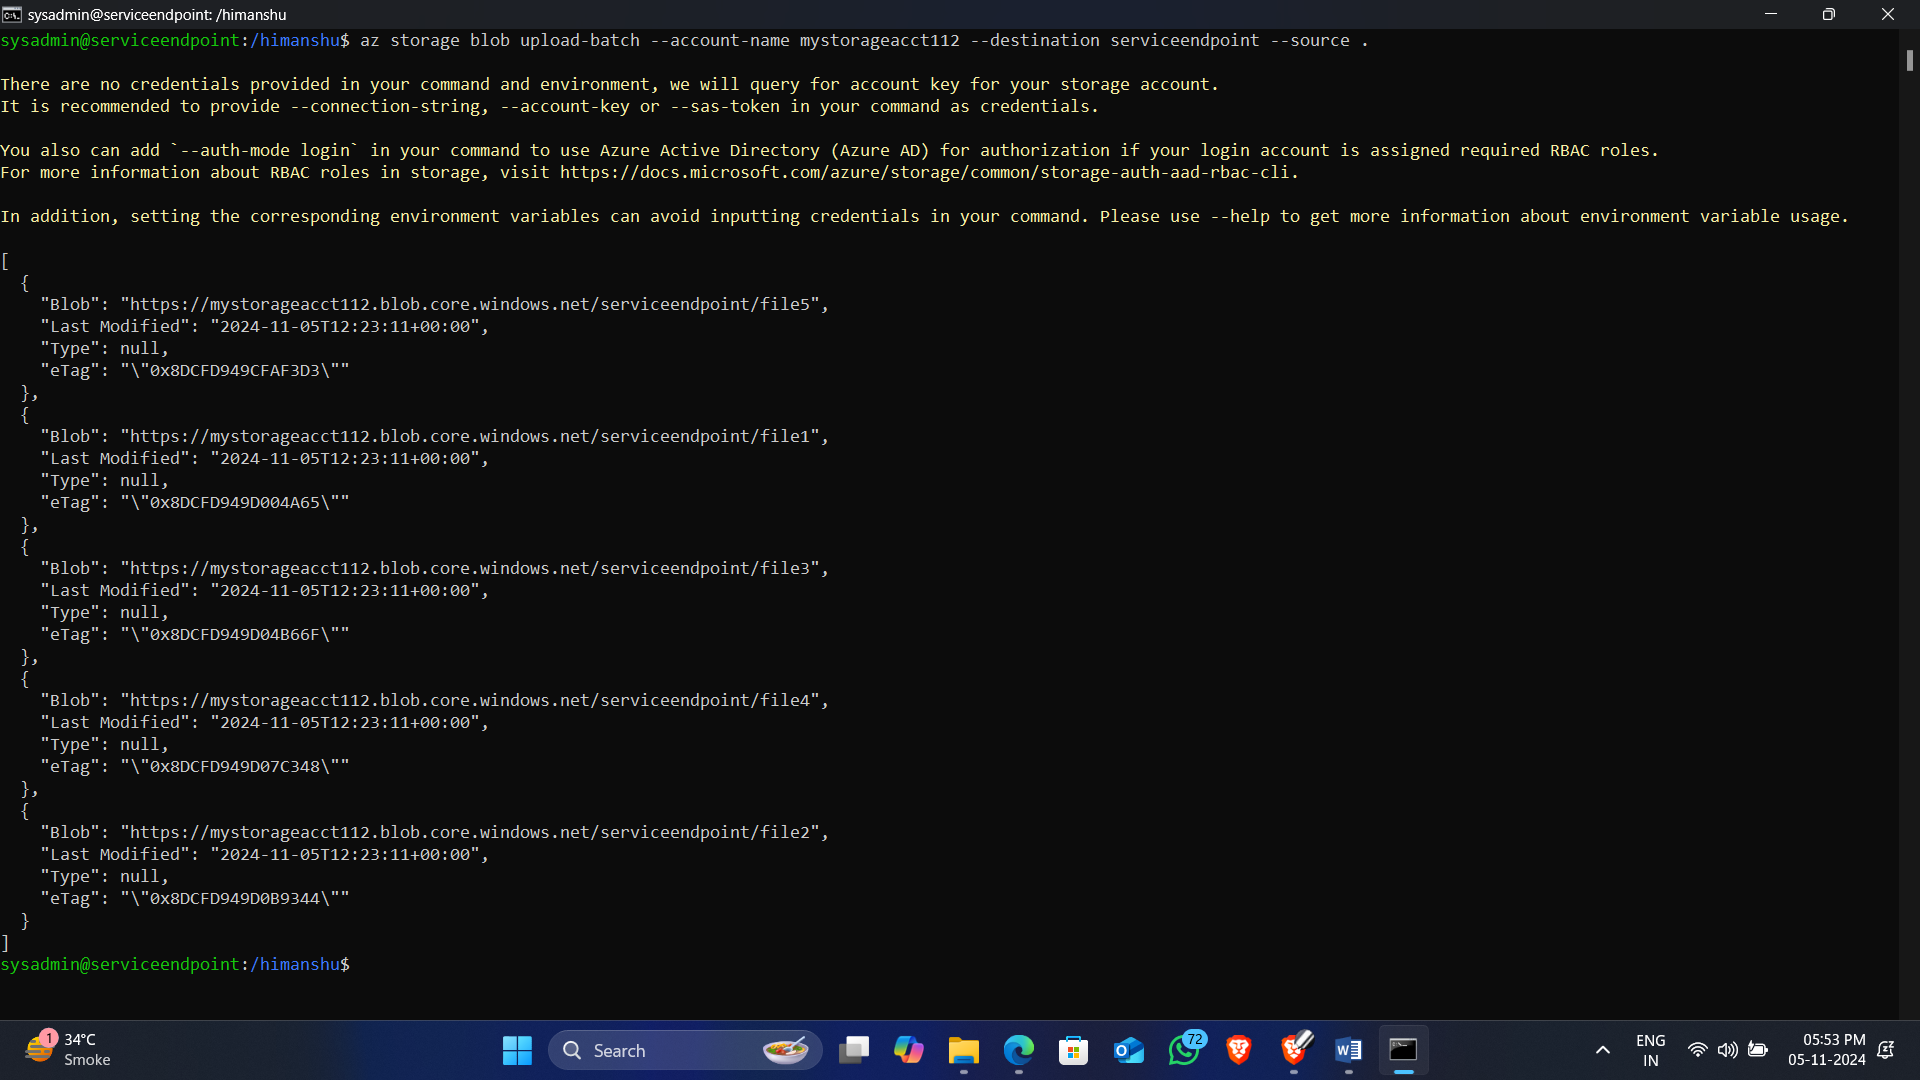 sysadmin@serviceendpoint: /himanshu
sysadmin@serviceendpoint:/himanshu$ az storage blob upload-batch --account-name mystorageacct112 --destination serviceendpoint --source .
There are no credentials provided in your command and environment, we will query for account key for your storage account.
It is recommended to provide --connection-string, --account-key or --sas-token in your command as credentials.
You also can add `--auth-mode login` in your command to use Azure Active Directory (Azure AD) for authorization if your login account is assigned required RBAC roles.
For more information about RBAC roles in storage, visit https://docs.microsoft.com/azure/storage/common/storage-auth-aad-rbac-cli.
In addition, setting the corresponding environment variables can avoid inputting credentials in your command. Please use --help to get more information about environment variable usage.
[
  {
    "Blob": "https://mystorageacct112.blob.core.windows.net/serviceendpoint/file5",
    "Last Modified": "2024-11-05T12:23:11+00:00",
    "Type": null,
    "eTag": "\"0x8DCFD949CFAF3D3\""
  },
  {
    "Blob": "https://mystorageacct112.blob.core.windows.net/serviceendpoint/file1",
    "Last Modified": "2024-11-05T12:23:11+00:00",
    "Type": null,
    "eTag": "\"0x8DCFD949D004A65\""
  },
  {
    "Blob": "https://mystorageacct112.blob.core.windows.net/serviceendpoint/file3",
    "Last Modified": "2024-11-05T12:23:11+00:00",
    "Type": null,
    "eTag": "\"0x8DCFD949D04B66F\""
  },
  {
    "Blob": "https://mystorageacct112.blob.core.windows.net/serviceendpoint/file4",
    "Last Modified": "2024-11-05T12:23:11+00:00",
    "Type": null,
    "eTag": "\"0x8DCFD949D07C348\""
  },
  {
    "Blob": "https://mystorageacct112.blob.core.windows.net/serviceendpoint/file2",
    "Last Modified": "2024-11-05T12:23:11+00:00",
    "Type": null,
    "eTag": "\"0x8DCFD949D0B9344\""
  }
]
sysadmin@serviceendpoint:/himanshu$
1
34°C
Smoke
Search
72
ENG
IN
05:53 PM
05-11-2024